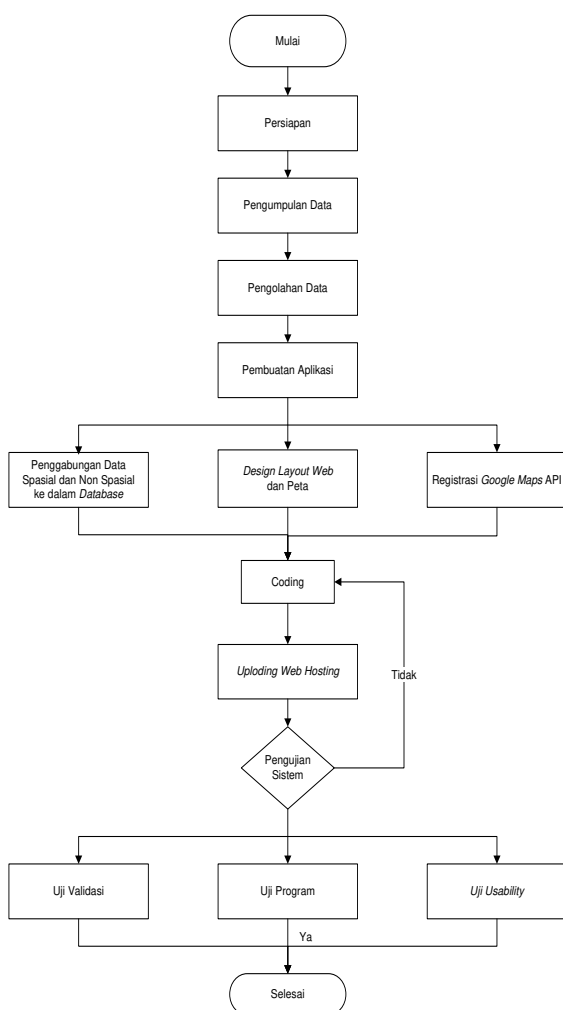 Mulai
Persiapan
Pengumpulan Data
Pengolahan Data
Pembuatan Aplikasi
Penggabungan Data
Spasial dan Non Spasial
ke dalam Database
Design Layout Web
dan Peta
Registrasi Google Maps API
Coding
Uploding Web Hosting
Tidak
Pengujian
Sistem
Uji Validasi
Uji Program
Uji Usability
Ya
Selesai